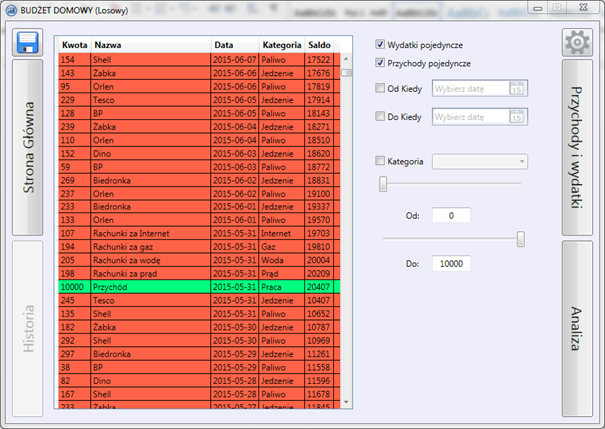 BUDŻET DOMOWY (Losowy)
Strona Główna
Historia
Kwota Nazwa Data Kategoria Saldo
154 Shell 2015-06-07 Paliwo 17522
143 Żabka 2015-06-06 Jedzenie 17676
95 Orlen 2015-06-06 Paliwo 17819
229 Tesco 2015-06-05 Jedzenie 17914
128 BP 2015-06-05 Paliwo 18143
239 Żabka 2015-06-04 Jedzenie 18271
110 Orlen 2015-06-04 Paliwo 18510
152 Dino 2015-06-03 Jedzenie 18620
59 BP 2015-06-03 Paliwo 18772
269 Biedronka 2015-06-02 Jedzenie 18831
237 Orlen 2015-06-02 Paliwo 19100
233 Biedronka 2015-06-01 Jedzenie 19337
133 Orlen 2015-06-01 Paliwo 19570
107 Rachunki za Internet 2015-05-31 Internet 19703
194 Rachunki za gaz 2015-05-31 Gaz 19810
205 Rachunki za wodę 2015-05-31 Woda 20004
198 Rachunki za prąd 2015-05-31 Prąd 20209
10000 Przychód 2015-05-31 Praca 20407
245 Tesco 2015-05-31 Jedzenie 10407
135 Shell 2015-05-31 Paliwo 10652
182 Żabka 2015-05-30 Jedzenie 10787
292 Shell 2015-05-30 Paliwo 10969
297 Biedronka 2015-05-29 Jedzenie 11261
38 BP 2015-05-29 Paliwo 11558
82 Dino 2015-05-28 Jedzenie 11596
167 Shell 2015-05-28 Paliwo 11678
233 Żabka 2015-05-27 Jedzenie 11845
Wydatki pojedyncze
Przychody pojedyncze
Od Kiedy Wybierz datę 15
Do Kiedy Wybierz datę 15
Kategoria
Od: 0
Do: 10000
Przychody i wydatki
Analiza